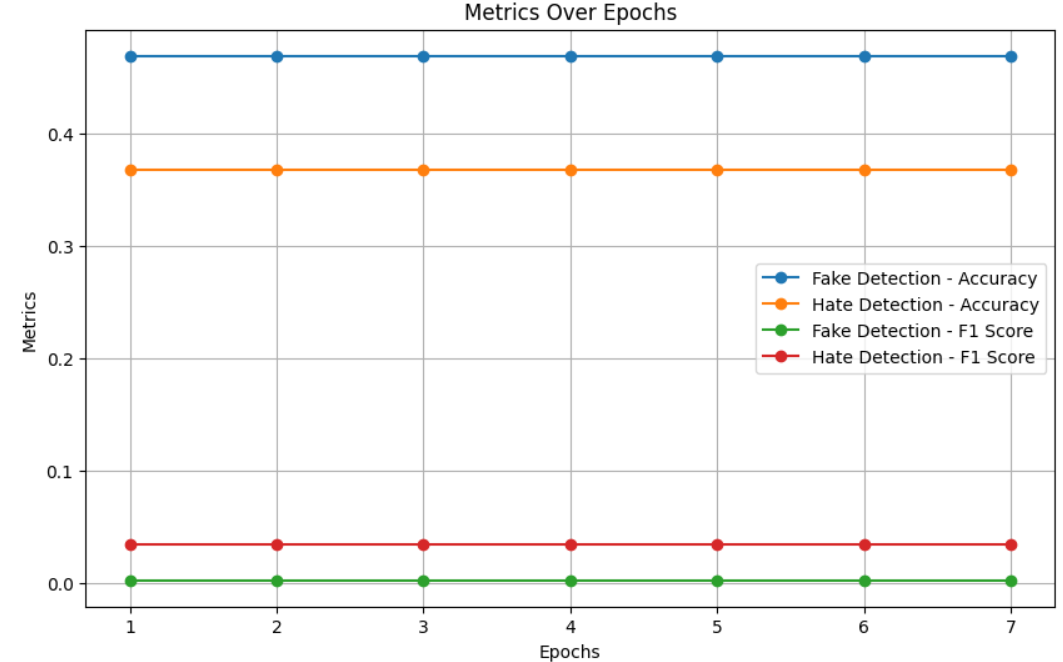 Metrics Over Epochs
Metrics
0.4
0.3
0.2
0.1
0.0
Fake Detection - Accuracy
Hate Detection - Accuracy
Fake Detection - F1 Score
Hate Detection - F1 Score
1 2 3 4 5 6 7
Epochs